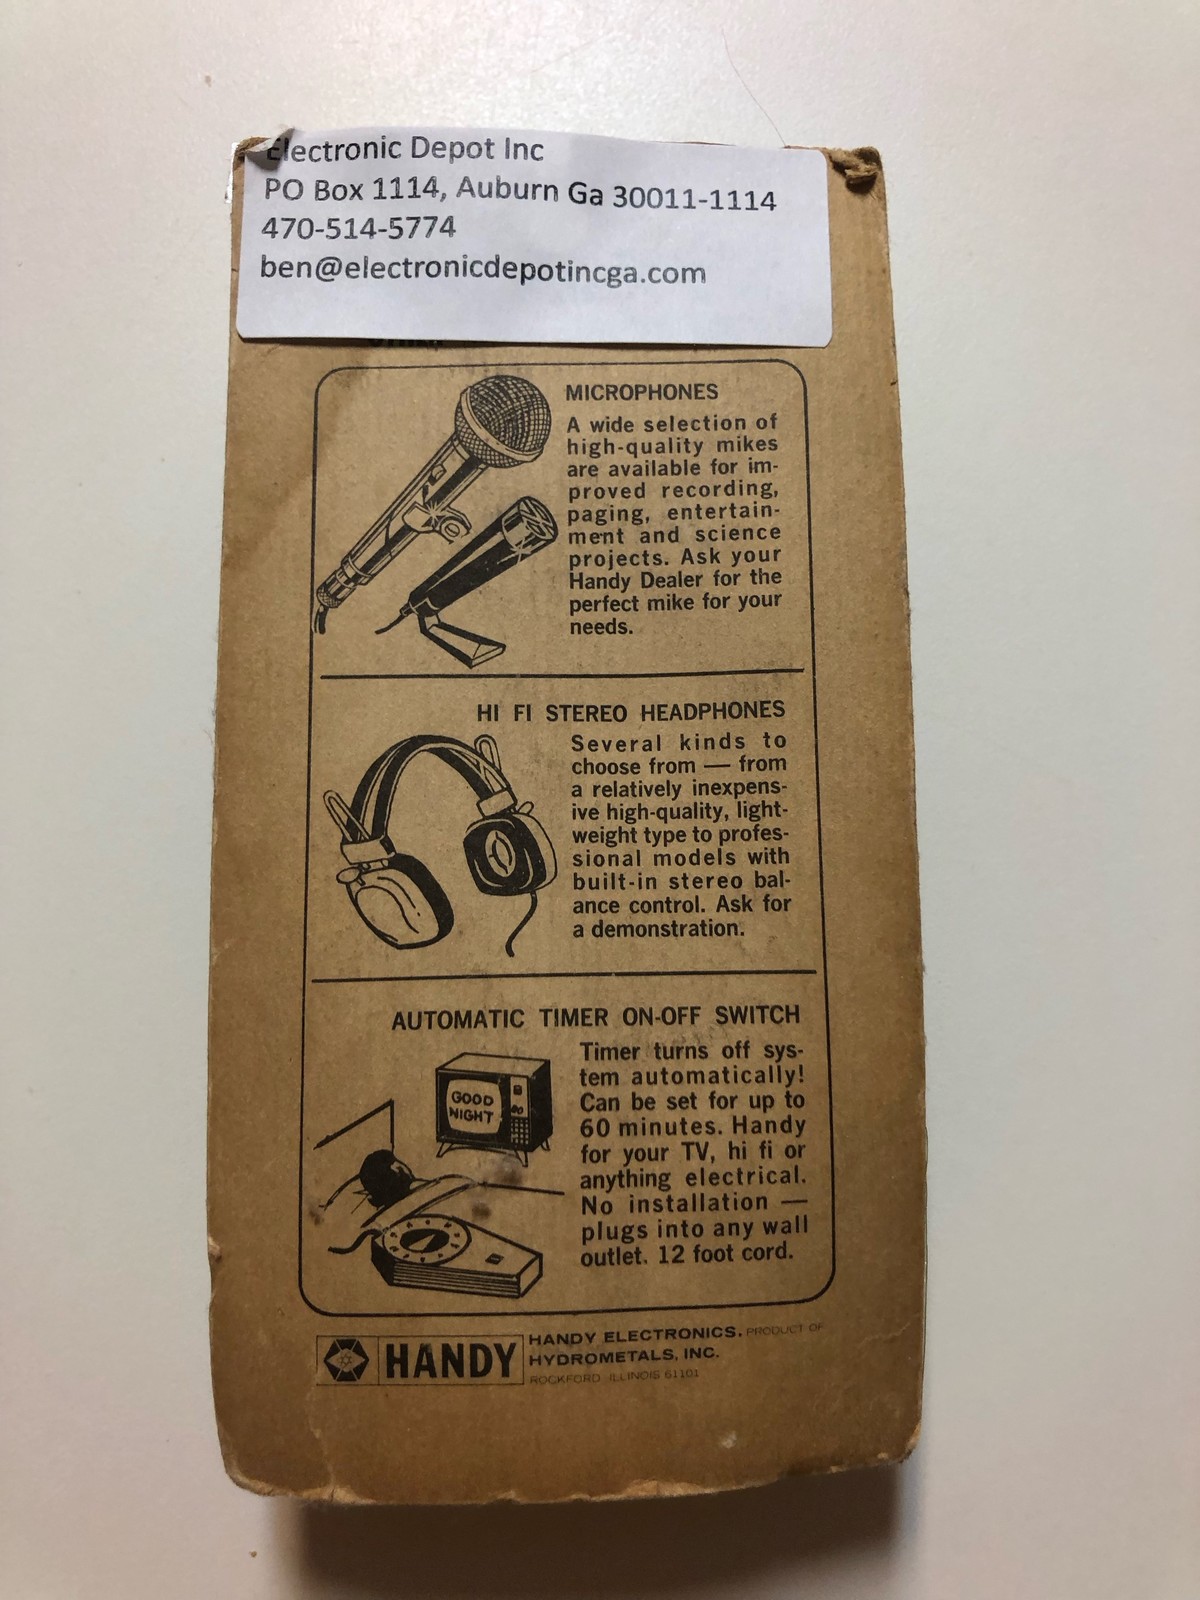 Electronic Depot Inc
PO Box 1114, Auburn Ga 30011-1114
470-514-5774
ben@electronicdepotincga.com
MICROPHONES
A wide selection of
high-quality mikes
are available for im-
proved recording,
paging, entertain-
ment and science
projects. Ask your
Handy Dealer for the
perfect mike for your
needs.
HI FI STEREO HEADPHONES
Several kinds to
choose from — from
a relatively inexpens-
ive high-quality, light-
weight type to profes-
sional models with
built-in stereo bal-
ance control. Ask for
a demonstration.
AUTOMATIC TIMER ON-OFF SWITCH
GOOD
NIGHT
Timer turns off sys-
tem automatically!
Can be set for up to
60 minutes. Handy
for your TV, hi fi or
anything electrical.
No installation —
plugs into any wall
outlet. 12 foot cord.
HANDY
HANDY ELECTRONICS. PRODUCT OF
HYDROMETALS, INC.
ROCKFORD ILLINOIS 61101